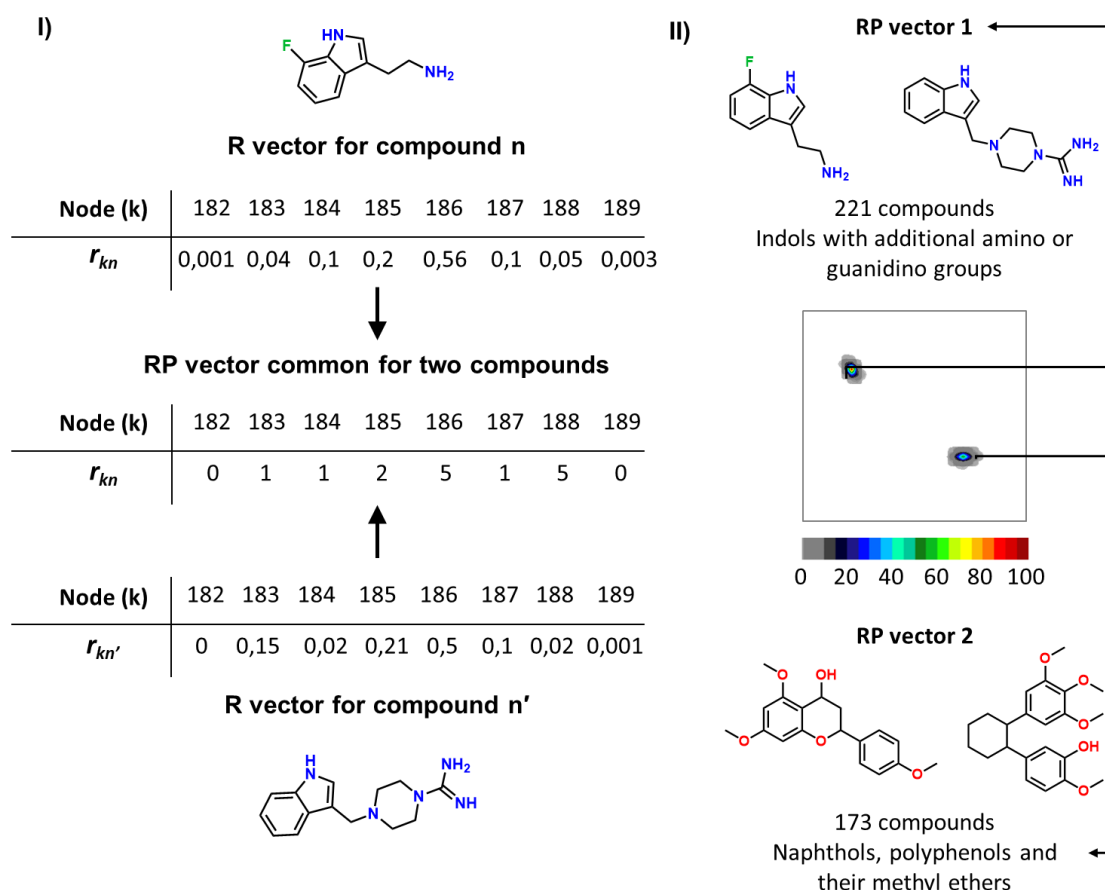 I)
F
HN
NH2
R vector for compound n
Node (k) 182 183 184 185 186 187 188 189
rkn 0,001 0,04 0,1 0,2 0,56 0,1 0,05 0,003
RP vector common for two compounds
Node (k) 182 183 184 185 186 187 188 189
rkn 0 1 1 2 5 1 5 0
Node (k) 182 183 184 185 186 187 188 189
rkn′ 0 0,15 0,02 0,21 0,5 0,1 0,02 0,001
R vector for compound n′
H
N
N
N
NH2
NH
II)
RP vector 1
F
H
N
NH2
H
N
N
N
NH2
NH
221 compounds
Indols with additional amino or
guanidino groups
0 20 40 60 80 100
RP vector 2
O
OH
O
O
O
O
O
O
OH
O
173 compounds
Naphthols, polyphenols and
their methyl ethers